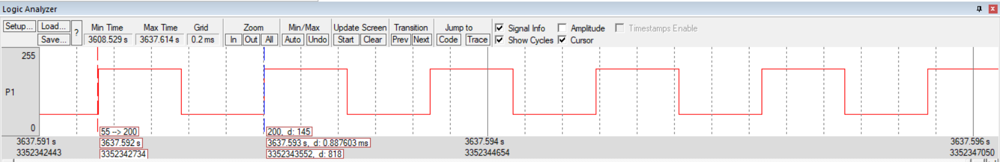 Logic Analyzer
Setup... Load... ? Min Time Max Time Grid Zoom Min/Max Update Screen Transition Jump to Signal Info Amplitude Timestamps Enable
Save... 3608.529 s 3637.614 s 0.2 ms In Out All Auto Undo Start Clear Prev Next Code Trace Show Cycles Cursor
255
P1
0
55 --> 200 200, d: 145
3637.591 s 3637.592 s 3637.593 s, d: 0.887603 ms 3637.594 s 3637.596 s
3352342443 3352342734 3352343552, d: 818 3352344654 3352347050